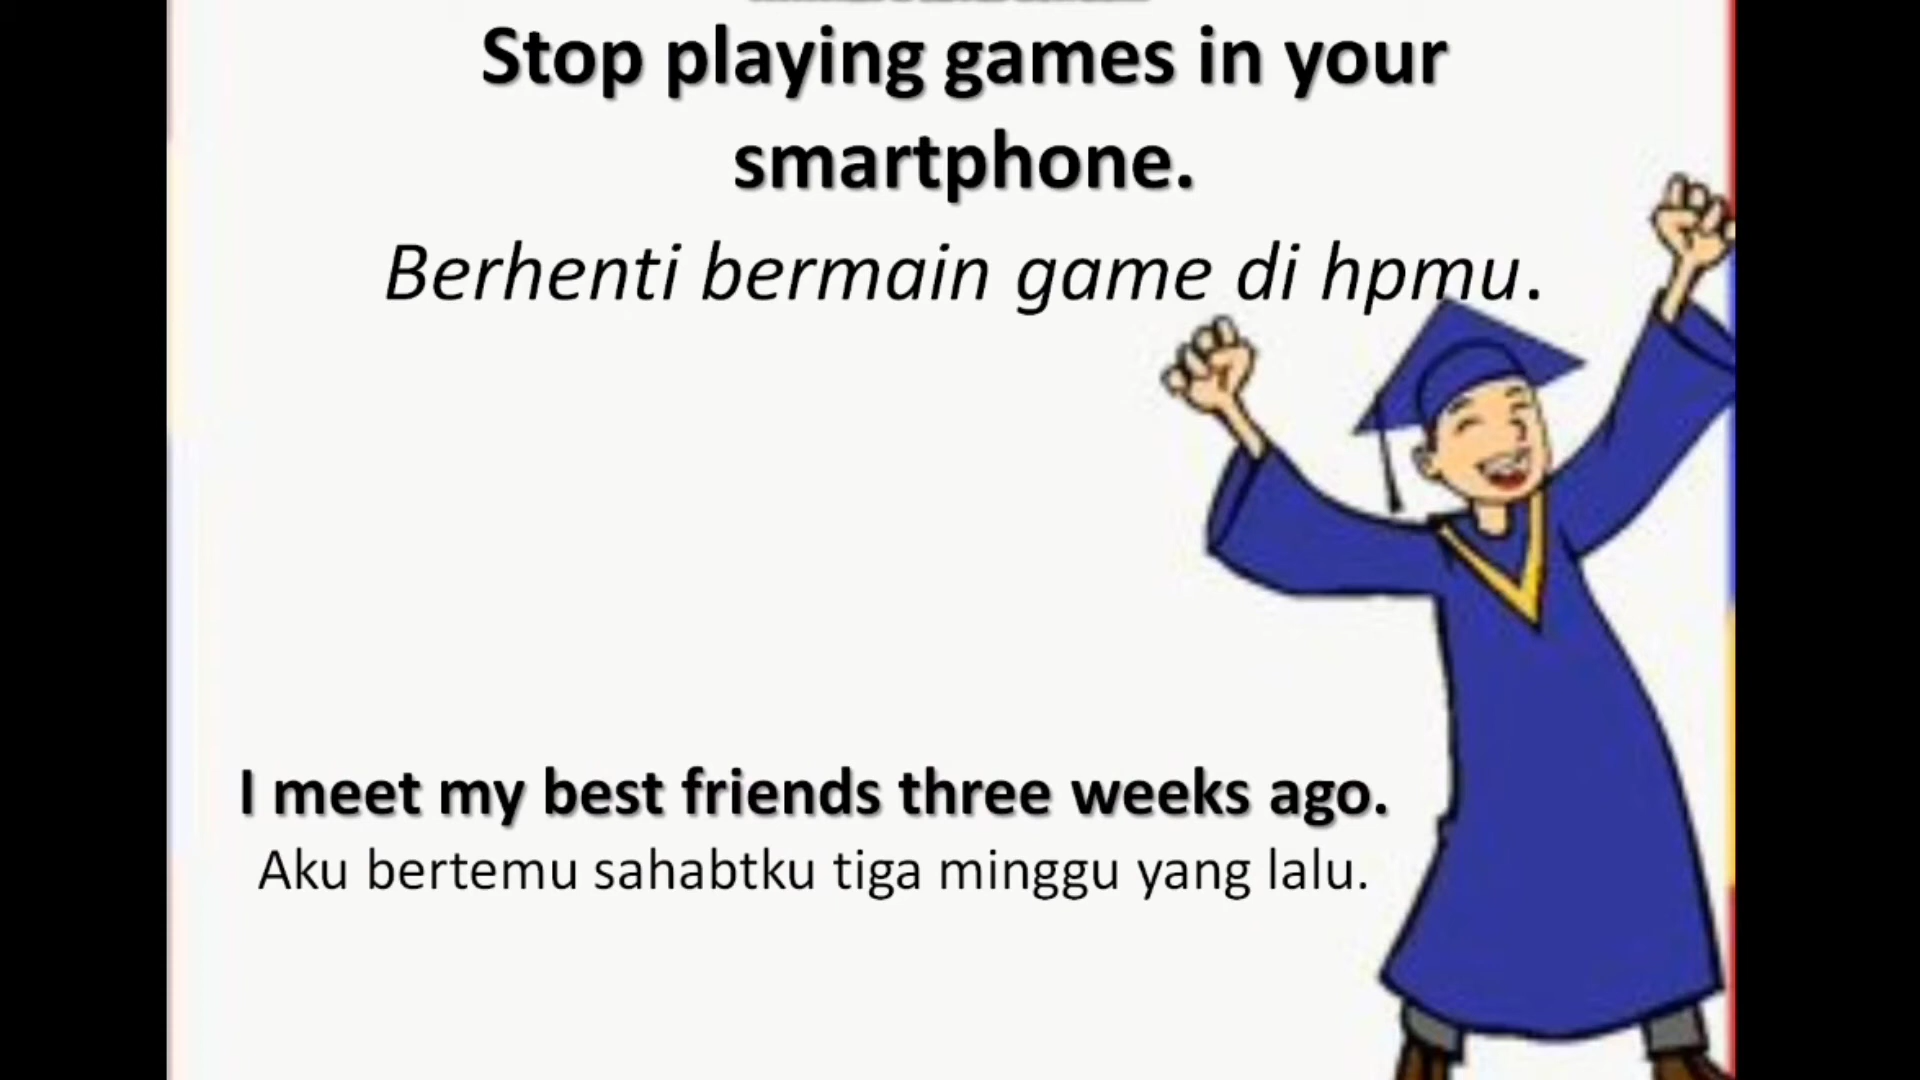 Stop playing games in your
smartphone.
Berhenti bermain game di hpmu.
I meet my best friends three weeks ago.
Aku bertemu sahabtku tiga minggu yang lalu.